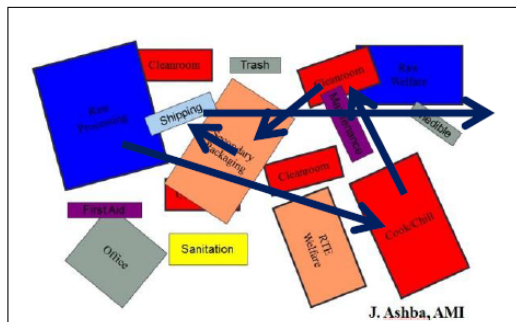 Cleanroom
Trash
Cleanroom
Raw
Welfare
Raw
Processing
Shipping
Inedible
Secondary
Packaging
Cleanroom
Cook/Chill
First Aid
Office
Sanitation
RTE
Welfare
J. Ashba, AMI